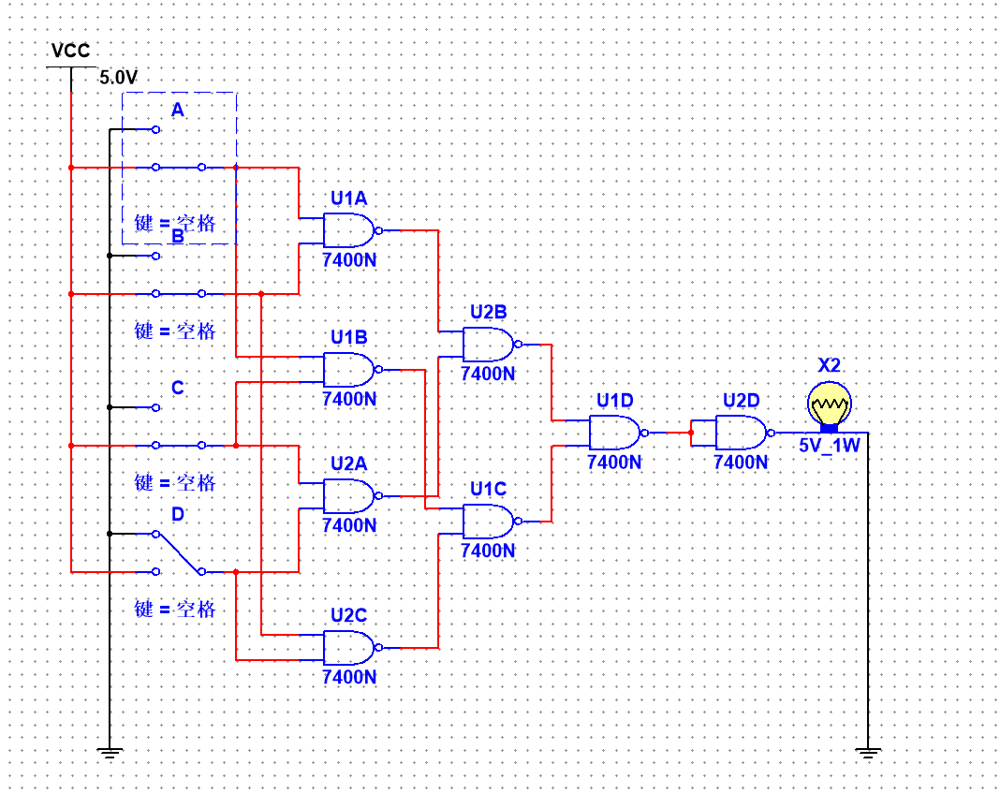 VCC
5.0V
A
键 = 空格
B
键 = 空格
C
键 = 空格
D
键 = 空格
U1A
7400N
U1B
7400N
U2A
7400N
U2C
7400N
U2B
7400N
U1C
7400N
U1D
7400N
U2D
7400N
X2
5V_1W